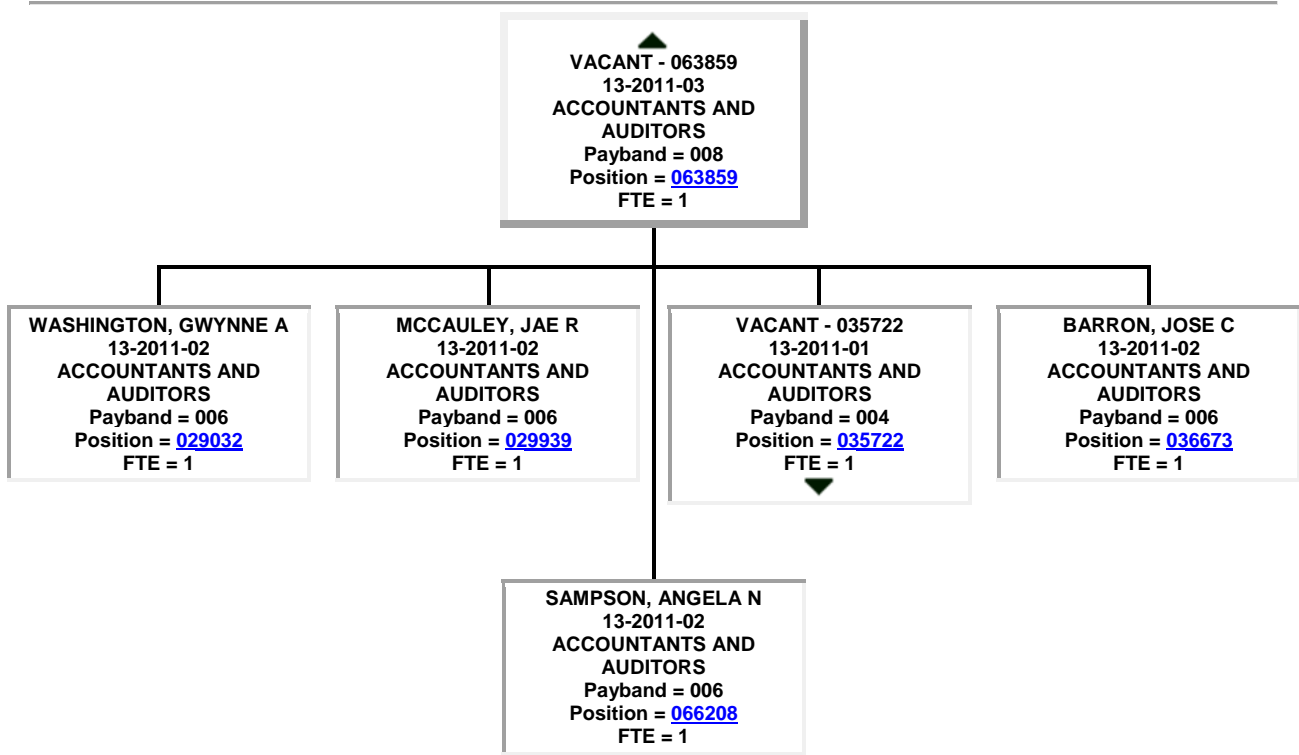 VACANT - 063859
13-2011-03
ACCOUNTANTS AND
AUDITORS
Payband = 008
Position = 063859
FTE = 1
WASHINGTON, GWYNNE A
13-2011-02
ACCOUNTANTS AND
AUDITORS
Payband = 006
Position = 029032
FTE = 1
MCCAULEY, JAE R
13-2011-02
ACCOUNTANTS AND
AUDITORS
Payband = 006
Position = 029939
FTE = 1
VACANT - 035722
13-2011-01
ACCOUNTANTS AND
AUDITORS
Payband = 004
Position = 035722
FTE = 1
BARRON, JOSE C
13-2011-02
ACCOUNTANTS AND
AUDITORS
Payband = 006
Position = 036673
FTE = 1
SAMPSON, ANGELA N
13-2011-02
ACCOUNTANTS AND
AUDITORS
Payband = 006
Position = 066208
FTE = 1